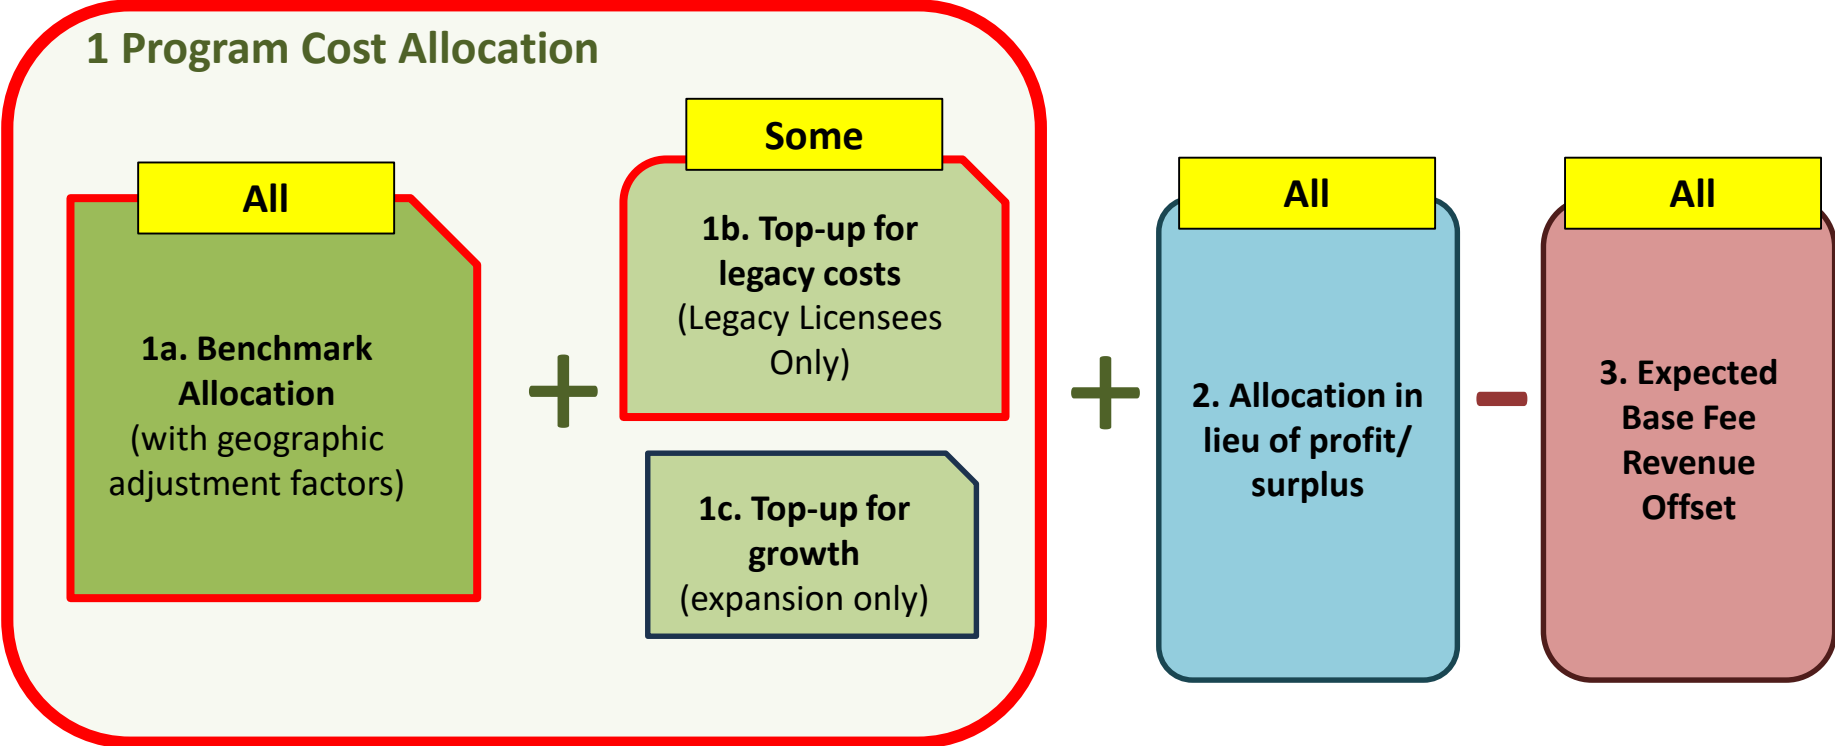 1 Program Cost Allocation
All
1a. Benchmark
Allocation
(with geographic
adjustment factors)
+
Some
1b. Top-up for
legacy costs
(Legacy Licensees
Only)
1c. Top-up for
growth
(expansion only)
+
All
2. Allocation in
lieu of profit/
surplus
−
All
3. Expected
Base Fee
Revenue
Offset